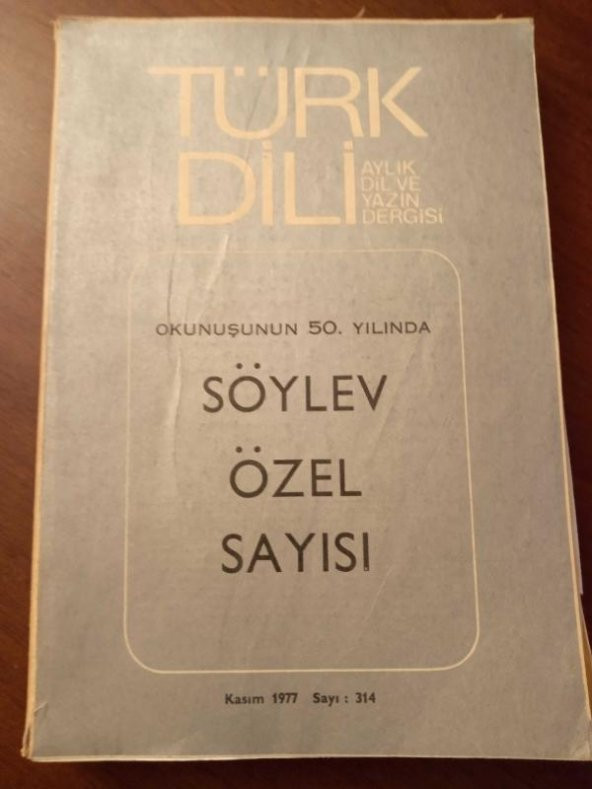 TÜRK
DİLİ
AYLIK
DİL VE
YAZIN
DERGİSİ
OKUNUŞUNUN 50. YILINDA
SÖYLEV
ÖZEL
SAYISI
Kasım 1977 Sayı : 314